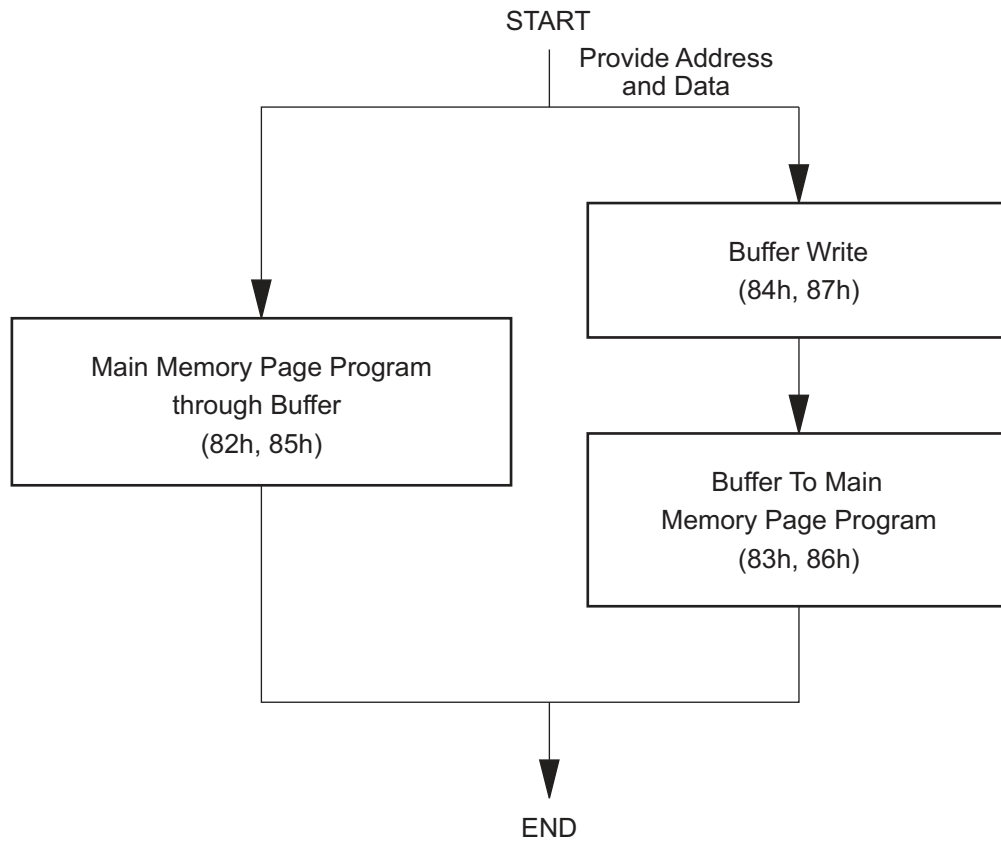 START
Provide Address
and Data
Buffer Write
(84h, 87h)
Main Memory Page Program
through Buffer
(82h, 85h)
Buffer To Main
Memory Page Program
(83h, 86h)
END